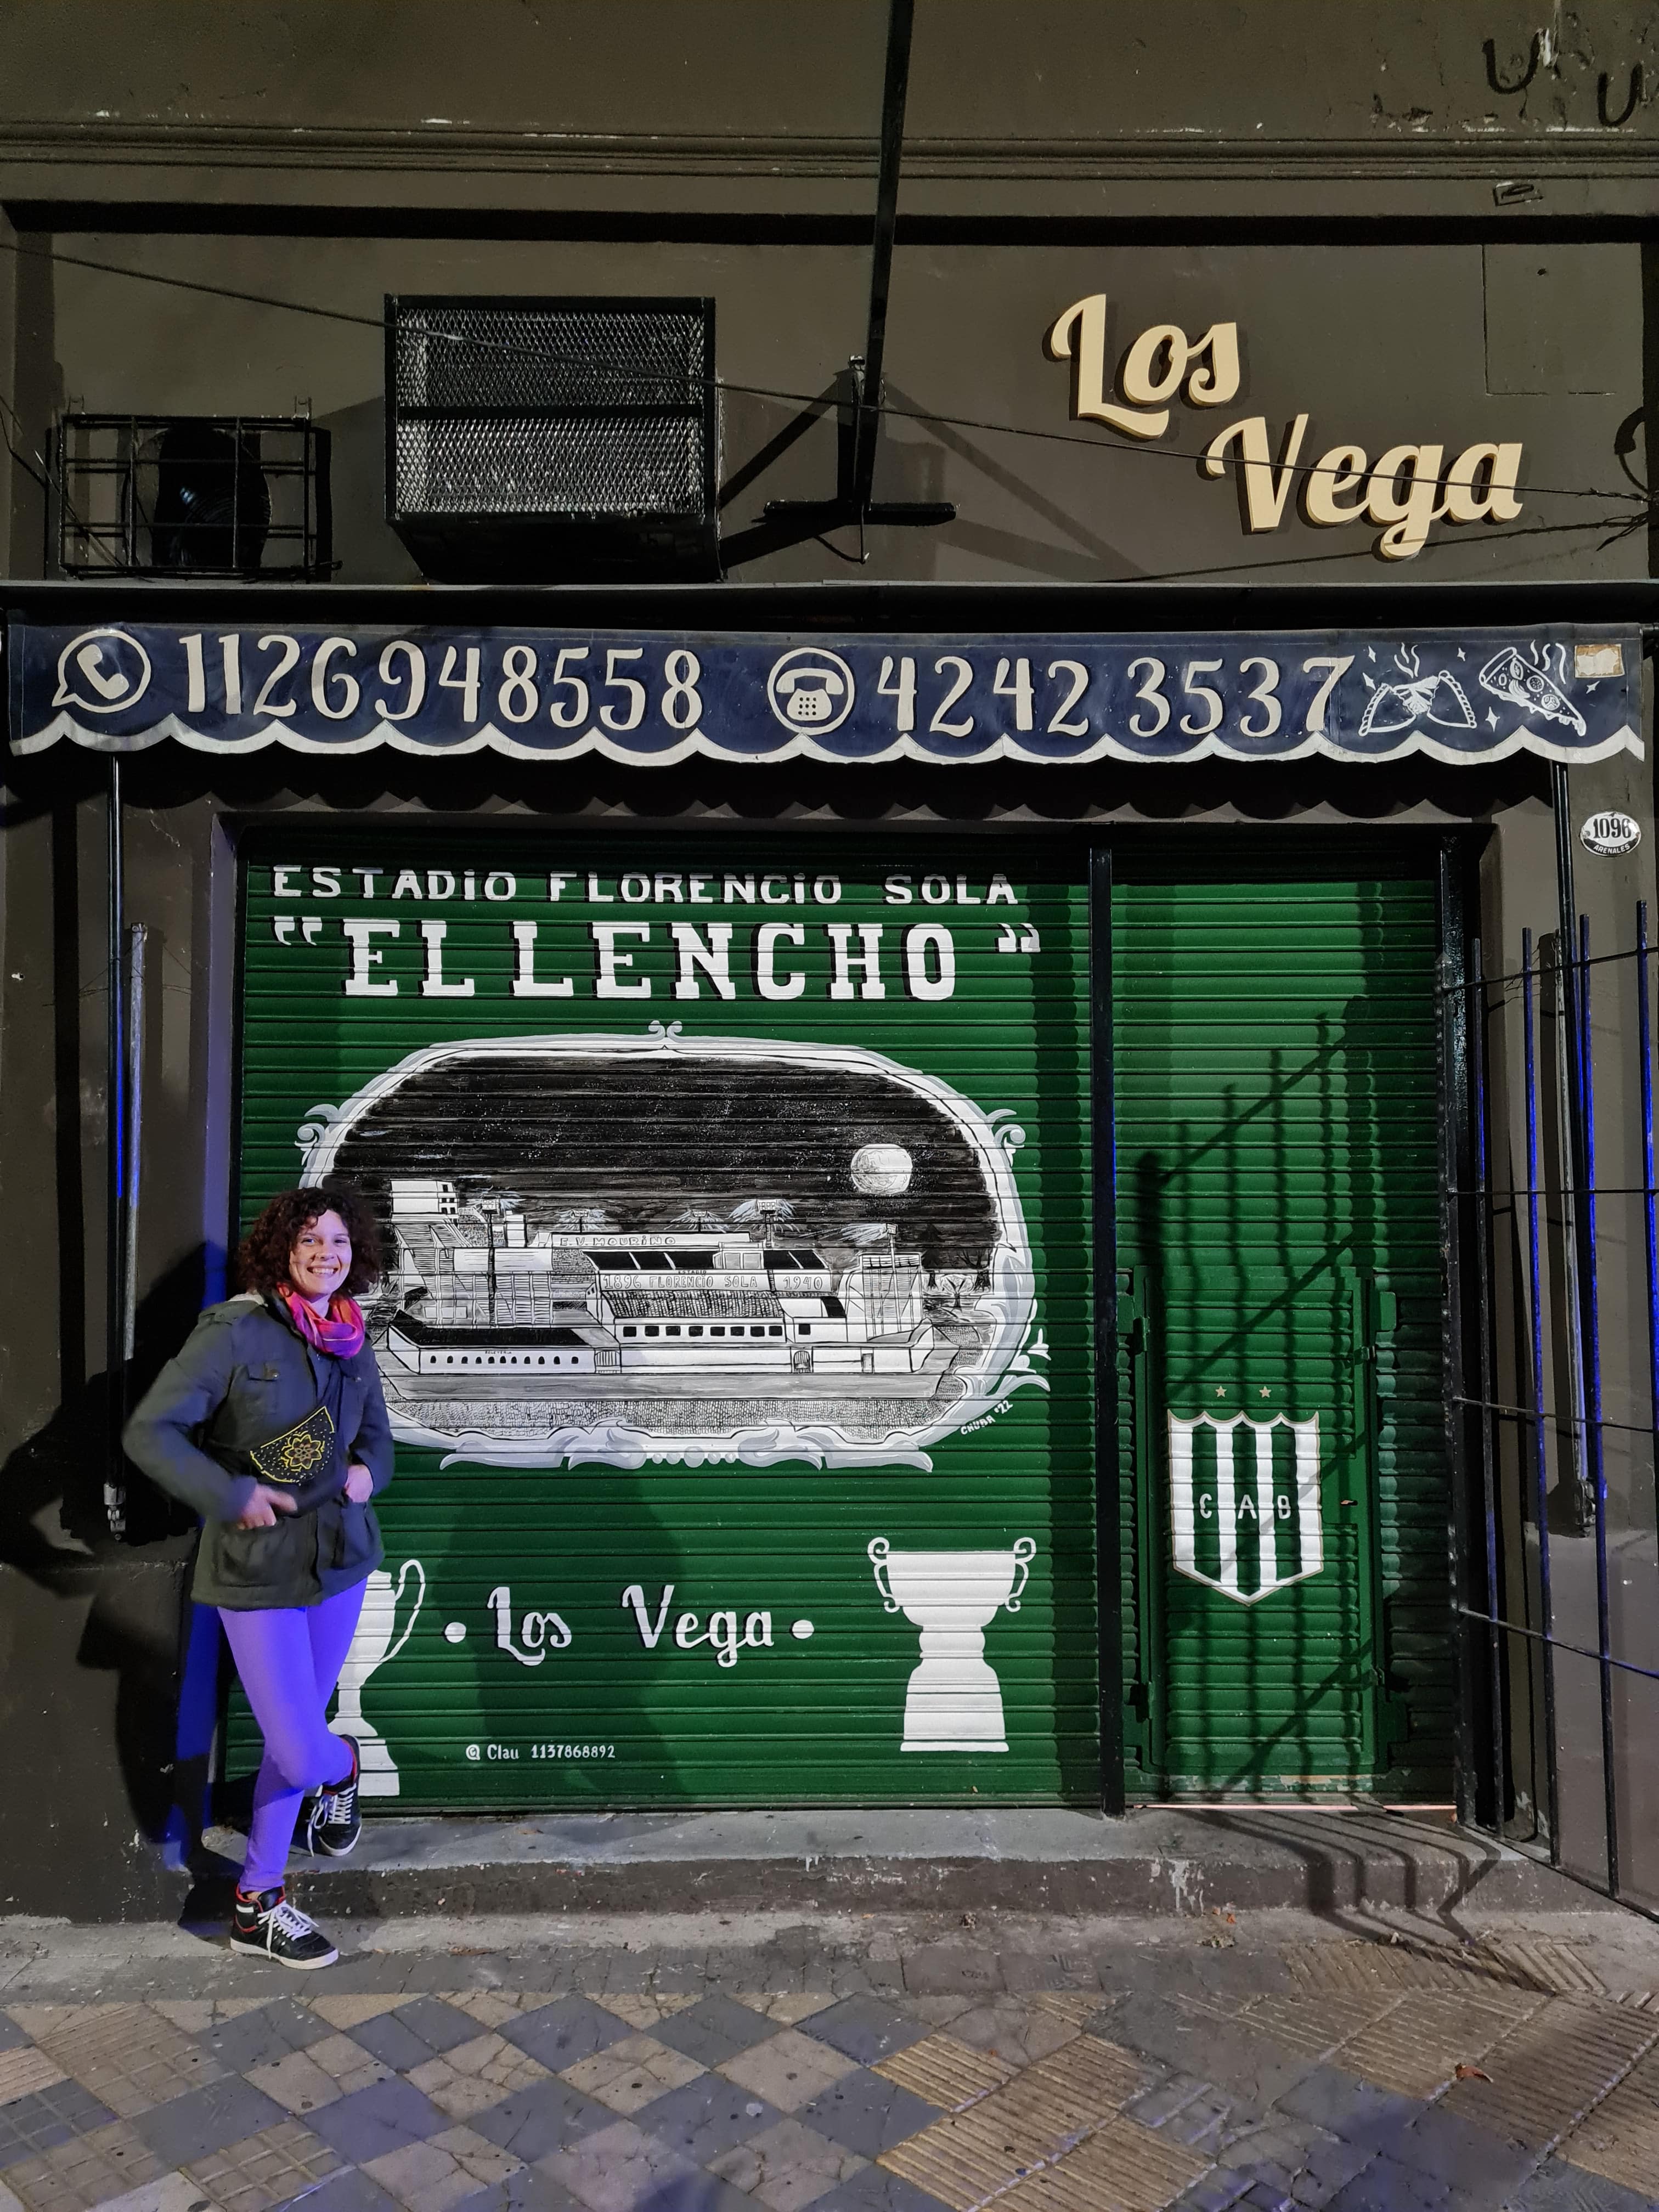 Los
Vega
1126948558 4242 3537
1096
ARENALES
ESTADIO FLORENCIO SOLA
"EL LENCHO"
E.V. MOURIÑO
1896 FLORENCIO SOLA 1940
CHUBA '22
C A B
• Los Vega •
@ Clau 1137868892